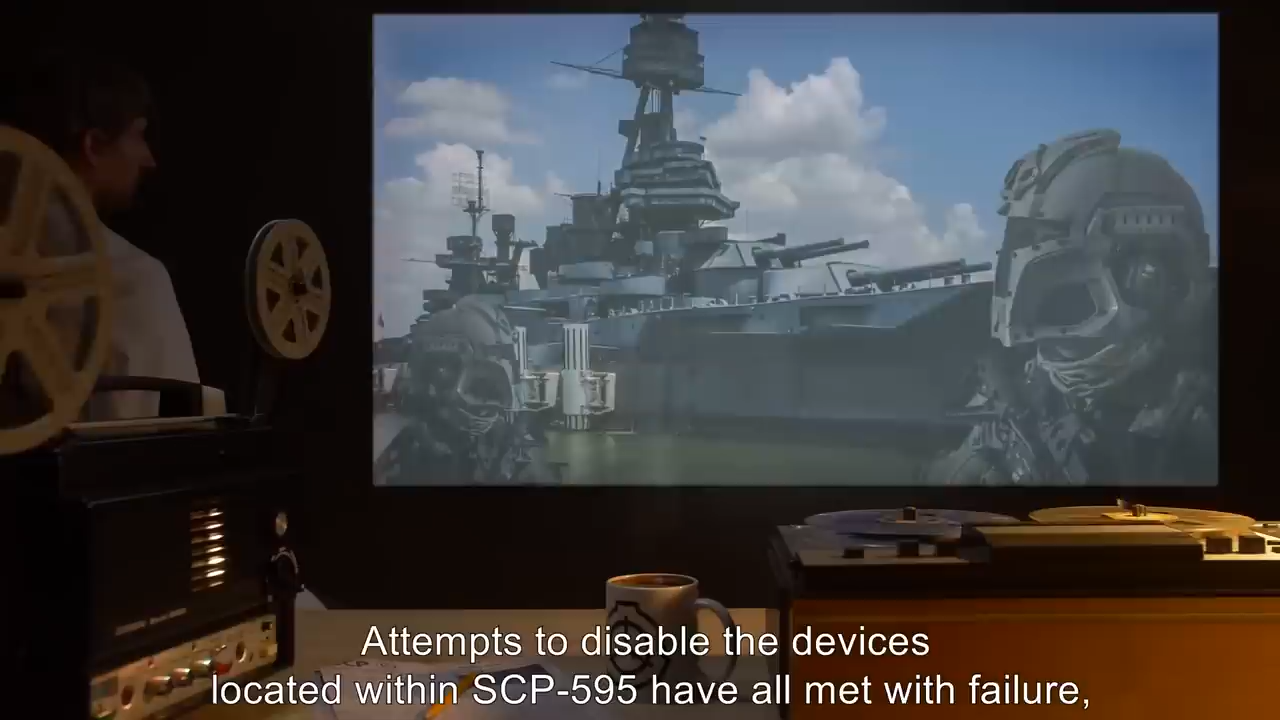 Attempts to disable the devices
located within SCP-595 have all met with failure,